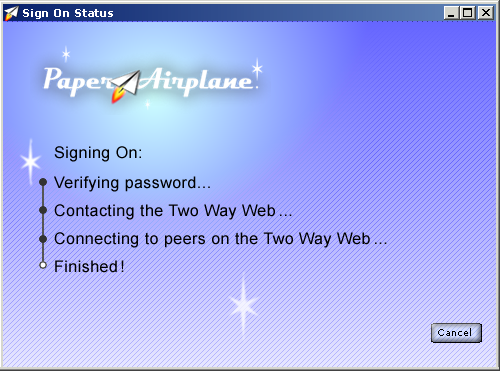 Sign On Status
Paper Airplane.
Signing On:
Verifying password...
Contacting the Two Way Web...
Connecting to peers on the Two Way Web...
Finished!
Cancel